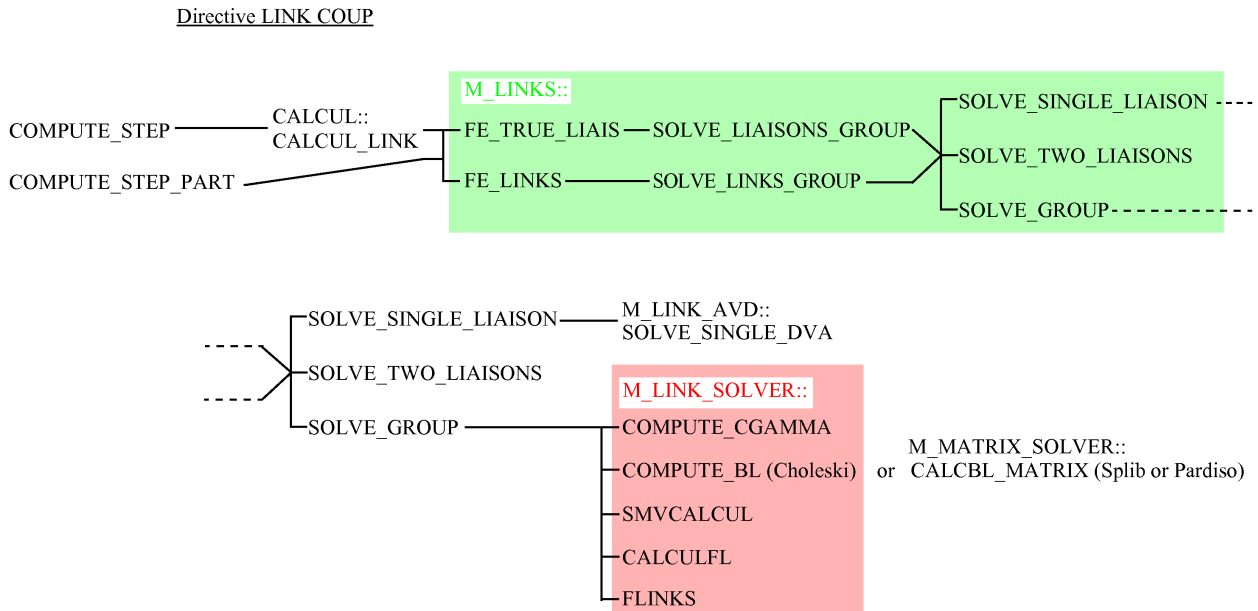 Directive LINK COUP
COMPUTE_STEP
COMPUTE_STEP_PART
CALCUL::
CALCUL_LINK
M_LINKS::
FE_TRUE_LIAIS
SOLVE_LIAISONS_GROUP
FE_LINKS
SOLVE_LINKS_GROUP
SOLVE_SINGLE_LIAISON
SOLVE_TWO_LIAISONS
SOLVE_GROUP
SOLVE_SINGLE_LIAISON
M_LINK_AVD::
SOLVE_SINGLE_DVA
SOLVE_TWO_LIAISONS
SOLVE_GROUP
M_LINK_SOLVER::
COMPUTE_CGAMMA
COMPUTE_BL (Choleski)
or
M_MATRIX_SOLVER::
CALCBL_MATRIX (Splib or Pardiso)
SMVCALCUL
CALCULFL
FLINKS